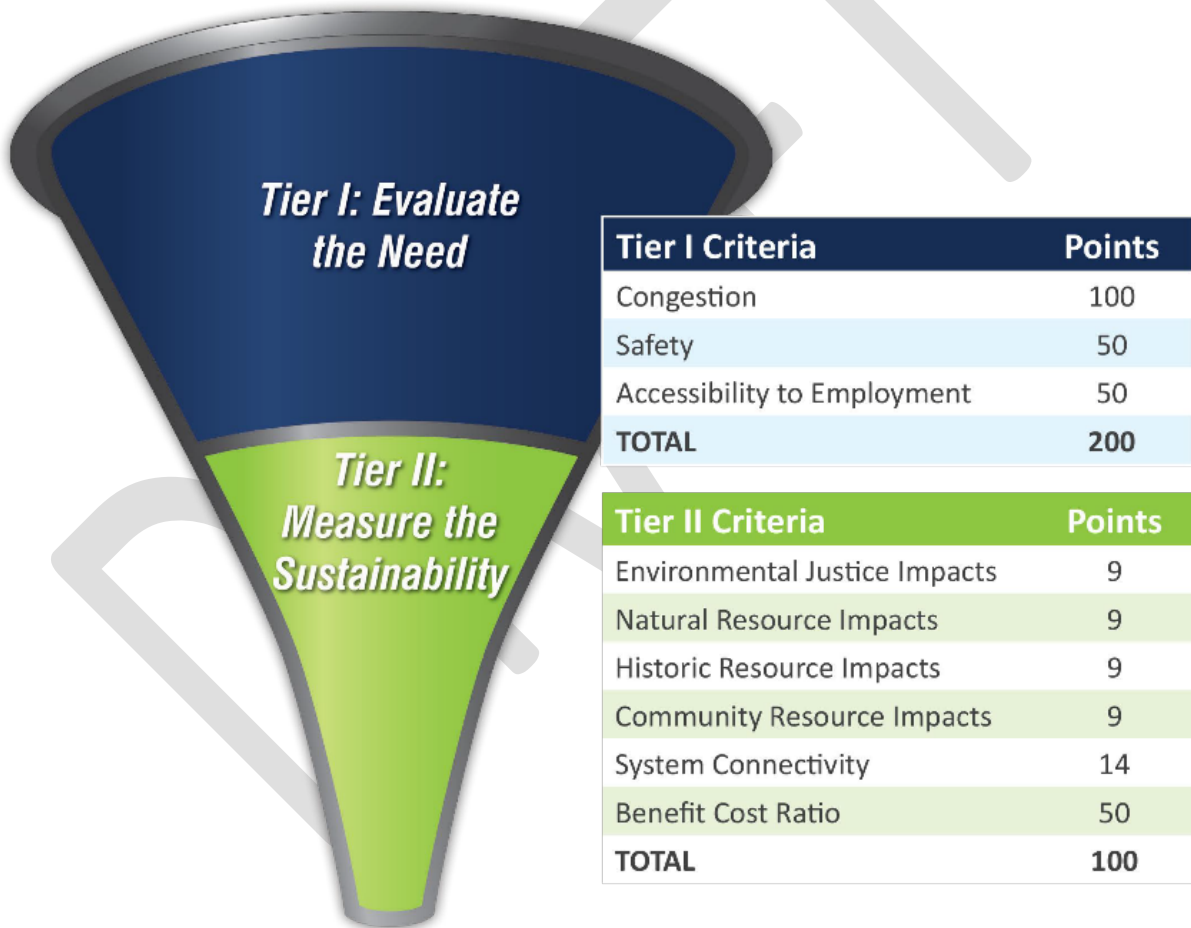 Tier I: Evaluate
the Need
Tier I Criteria Points
Congestion 100
Safety 50
Accessibility to Employment 50
TOTAL 200
Tier II:
Measure the
Sustainability
Tier II Criteria Points
Environmental Justice Impacts 9
Natural Resource Impacts 9
Historic Resource Impacts 9
Community Resource Impacts 9
System Connectivity 14
Benefit Cost Ratio 50
TOTAL 100